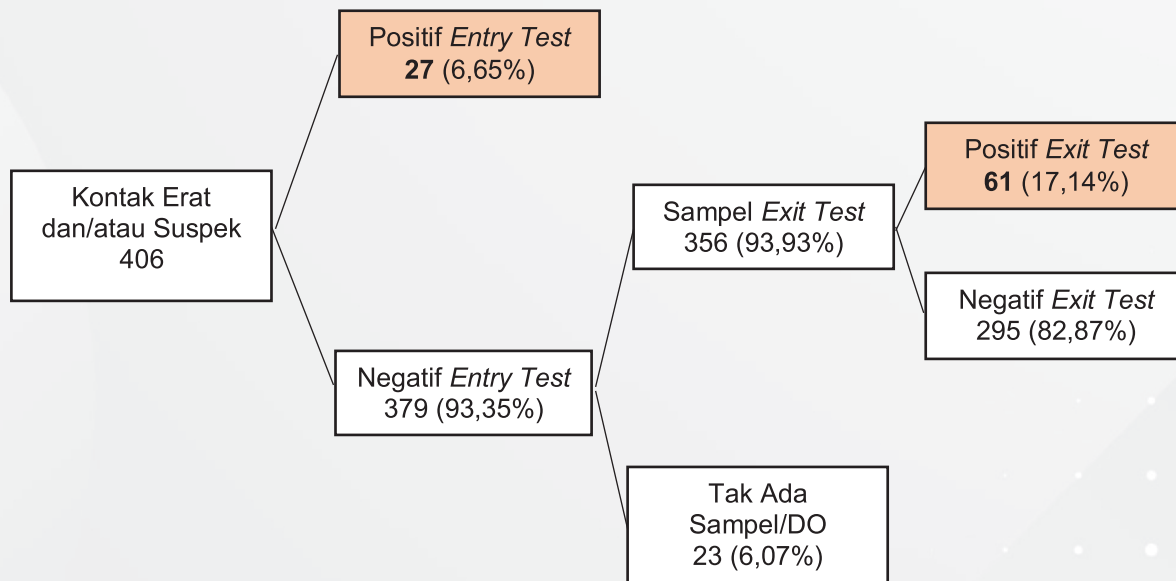 Positif Entry Test
27 (6,65%)
Kontak Erat
dan/atau Suspek
406
Negatif Entry Test
379 (93,35%)
Sampel Exit Test
356 (93,93%)
Tak Ada
Sampel/DO
23 (6,07%)
Positif Exit Test
61 (17,14%)
Negatif Exit Test
295 (82,87%)